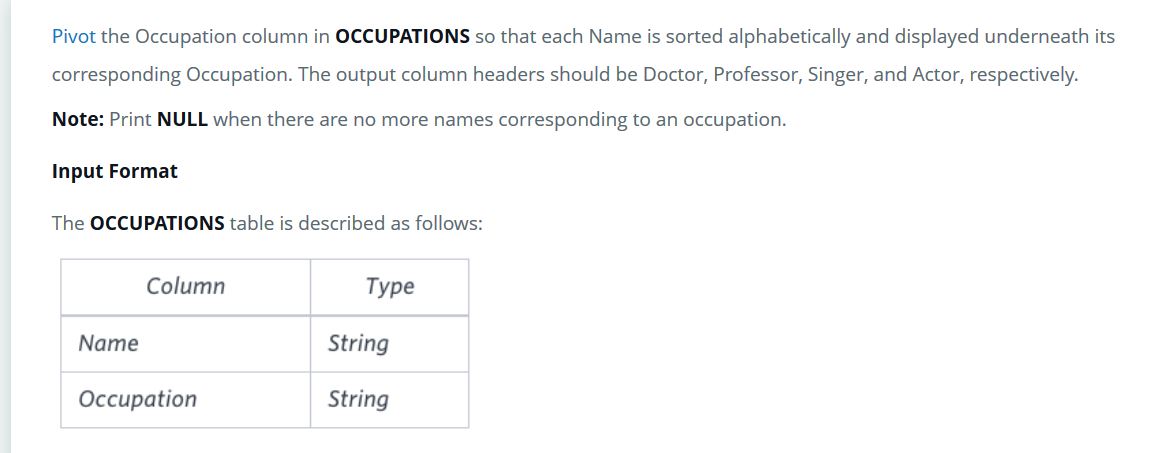 Pivot the Occupation column in OCCUPATIONS so that each Name is sorted alphabetically and displayed underneath its
corresponding Occupation. The output column headers should be Doctor, Professor, Singer, and Actor, respectively.
Note: Print NULL when there are no more names corresponding to an occupation.
Input Format
The OCCUPATIONS table is described as follows:
Column Type
Name String
Occupation String